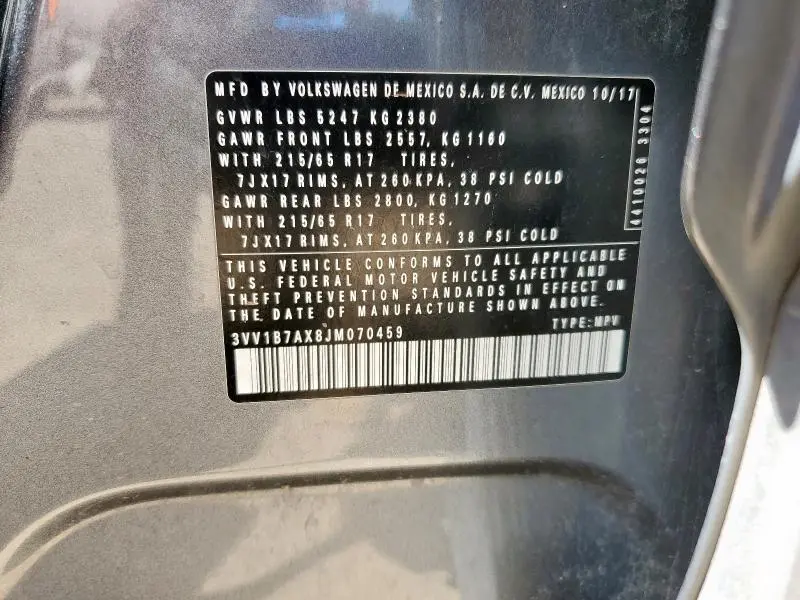 MFD BY VOLKSWAGEN DE MEXICO S.A. DE C.V. MEXICO 10/17
GVWR LBS 5247 KG 2380
GAWR FRONT LBS 2557, KG 1160
WITH 215/65 R17 TIRES,
7JX17 RIMS, AT 260 KPA, 38 PSI COLD
GAWR REAR LBS 2800, KG 1270
WITH 215/65 R17 TIRES,
7JX17 RIMS, AT 260 KPA, 38 PSI COLD
4410026 3304
THIS VEHICLE CONFORMS TO ALL APPLICABLE
U.S. FEDERAL MOTOR VEHICLE SAFETY AND
THEFT PREVENTION STANDARDS IN EFFECT ON
THE DATE OF MANUFACTURE SHOWN ABOVE.
3VV1B7AX8JM070459 TYPE:MPV